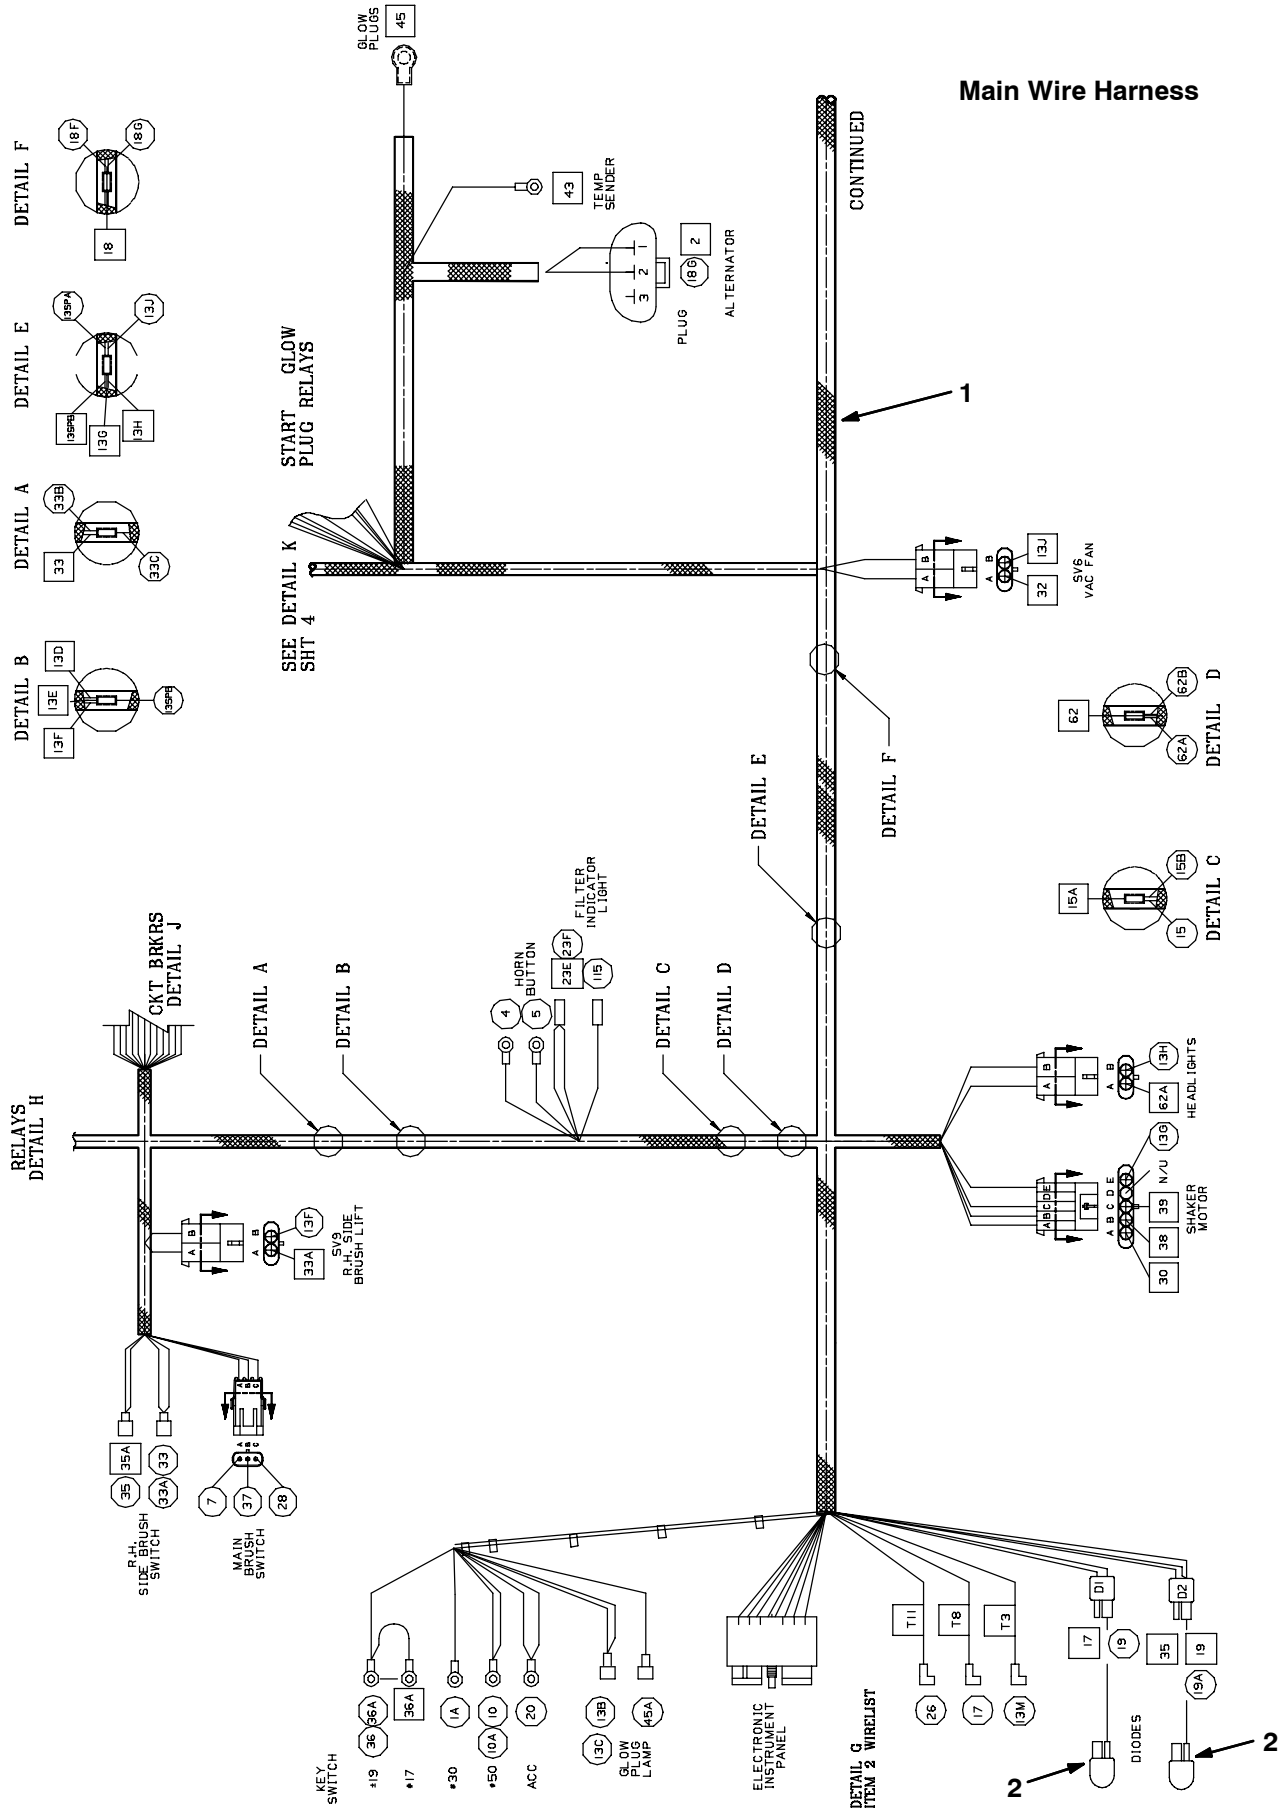 Main Wire Harness
GLOW
PLUGS
45
43
TEMP
SENDER
1
2
3
18G
2
PLUG
ALTERNATOR
CONTINUED
DETAIL F
18F
18G
18
DETAIL E
13SPA
13J
13SPB
13G
13H
DETAIL A
33B
33
33C
DETAIL B
13D
13E
13F
13SPB
START GLOW
PLUG RELAYS
SEE DETAIL K
SHT 4
1
A B
A B
13J
32
SV6
VAC FAN
DETAIL F
DETAIL E
62
62B
62A
DETAIL D
15A
15B
15
DETAIL C
RELAYS
DETAIL H
CKT BRKRS
DETAIL J
DETAIL A
DETAIL B
4
5
HORN
BUTTON
23E
23F
115
FILTER
INDICATOR
LIGHT
DETAIL C
DETAIL D
A B
A B
13H
62A
HEADLIGHTS
A B C D E
A B C D E
13G
N/U
39
38
30
SHAKER
MOTOR
A B
A B
13F
33A
SV9
R.H. SIDE
BRUSH LIFT
35A
35
33
33A
R.H.
SIDE BRUSH
SWITCH
A B C
A B C
7
37
28
MAIN
BRUSH
SWITCH
KEY
SWITCH
36A
36
±19
36A
*17
1A
*30
10
10A
*50
20
ACC
13B
13C
45A
GLOW
PLUG
LAMP
ELECTRONIC
INSTRUMENT
PANEL
DETAIL G
ITEM 2 WIRELIST
T11
26
T8
17
T3
13M
D1
17
19
D2
35
19
19A
DIODES
2
2